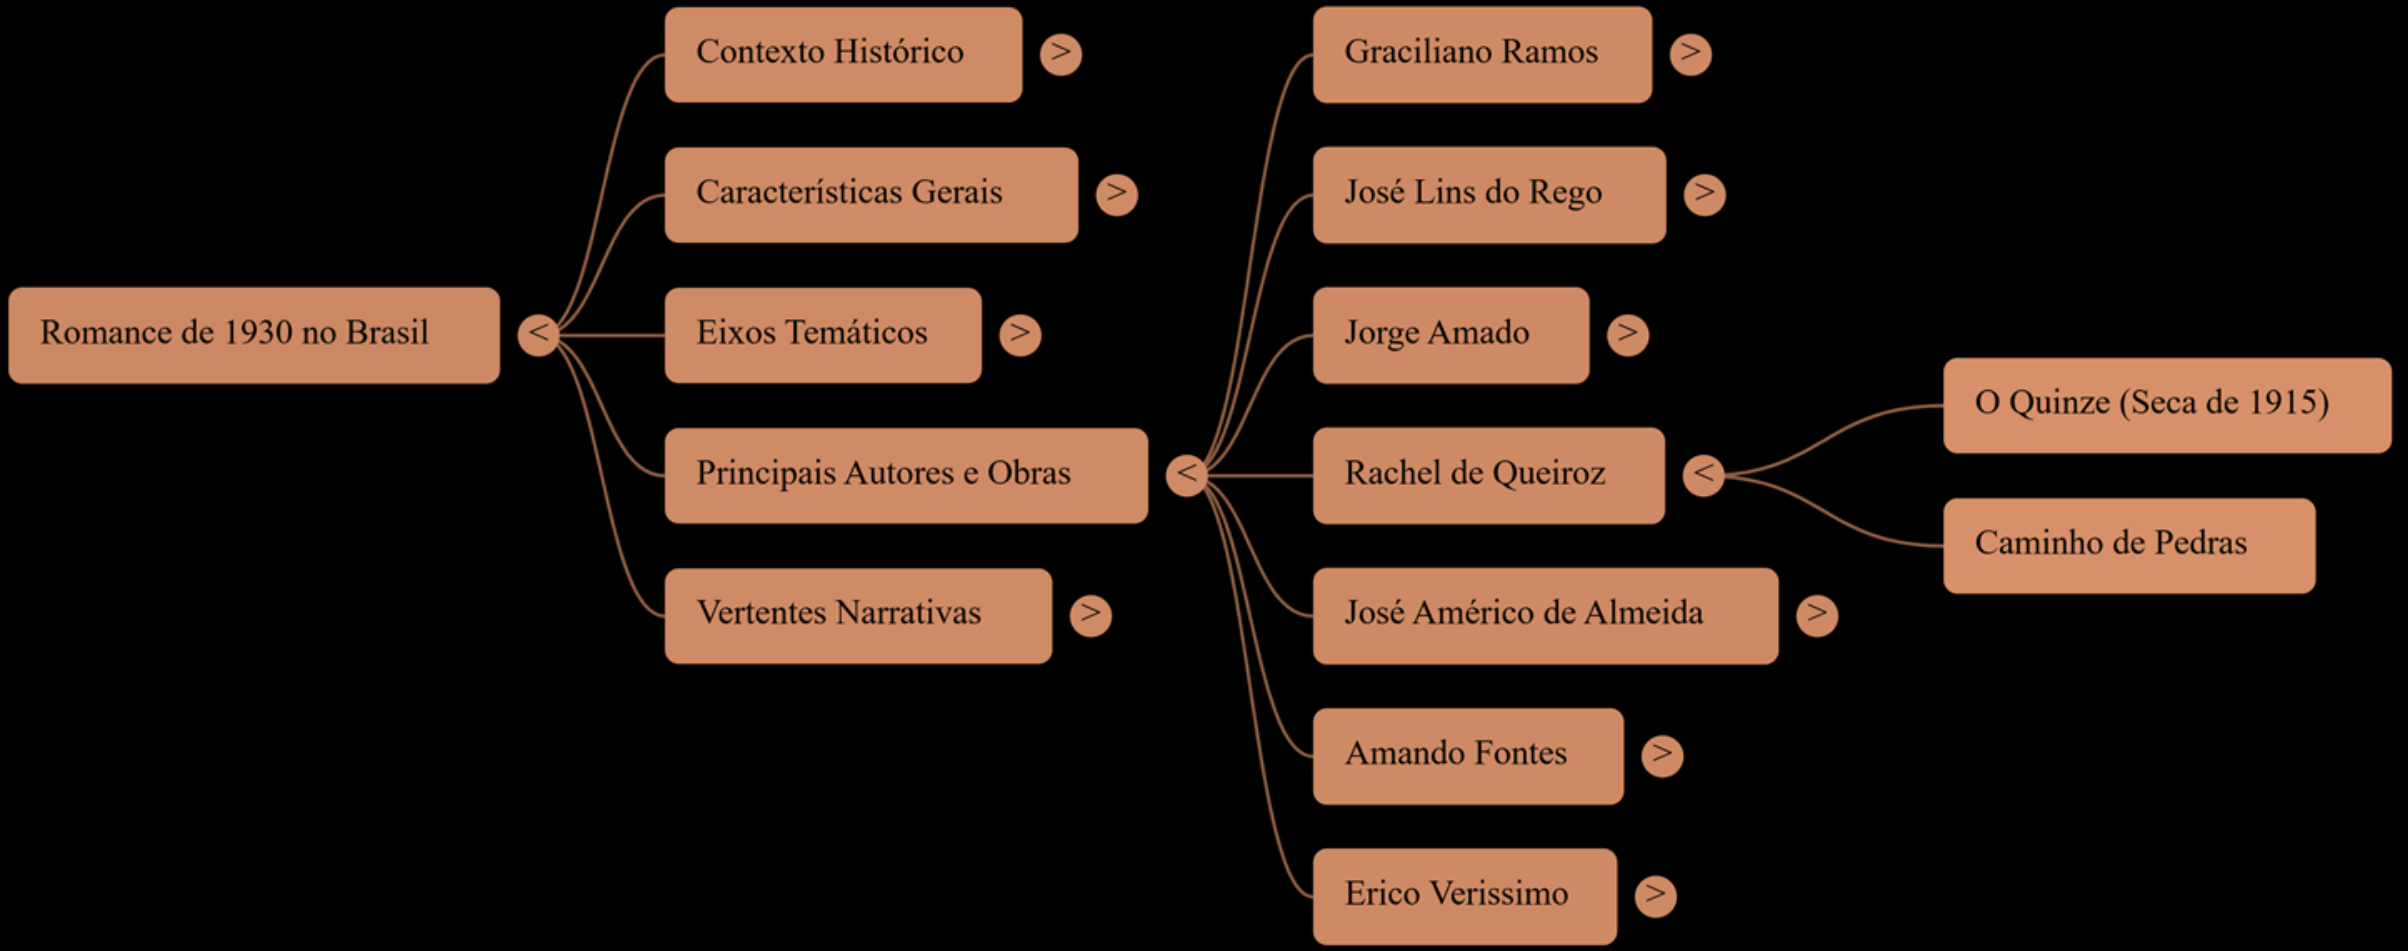 Romance de 1930 no Brasil
<
Contexto Histórico
>
Características Gerais
>
Eixos Temáticos
>
Principais Autores e Obras
<
Vertentes Narrativas
>
Graciliano Ramos
>
José Lins do Rego
>
Jorge Amado
>
Rachel de Queiroz
<
José Américo de Almeida
>
Amando Fontes
>
Erico Verissimo
>
O Quinze (Seca de 1915)
Caminho de Pedras